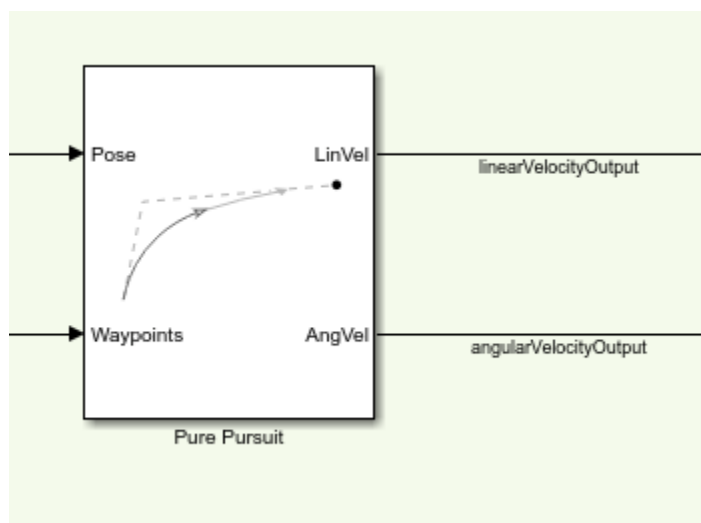 Pose
LinVel
linearVelocityOutput
Waypoints
AngVel
angularVelocityOutput
Pure Pursuit